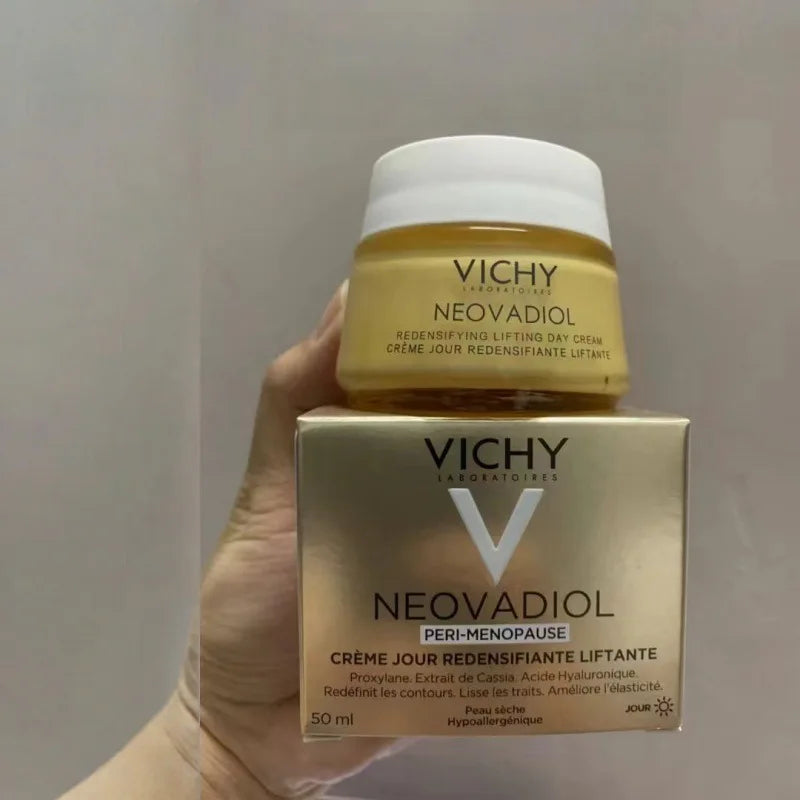 VICHY
LABORATOIRES
NEOVADIOL
REDENSIFYING LIFTING DAY CREAM
CRÈME JOUR REDENSIFIANTE LIFTANTE
VICHY
LABORATOIRES
V
NEOVADIOL
PERI-MENOPAUSE
CRÈME JOUR REDENSIFIANTE LIFTANTE
Proxylane. Extrait de Cassia. Acide Hyaluronique.
Redéfinit les contours. Lisse les traits. Améliore l'élasticité.
Peau sèche
Hypoallergénique
50 ml
JOUR